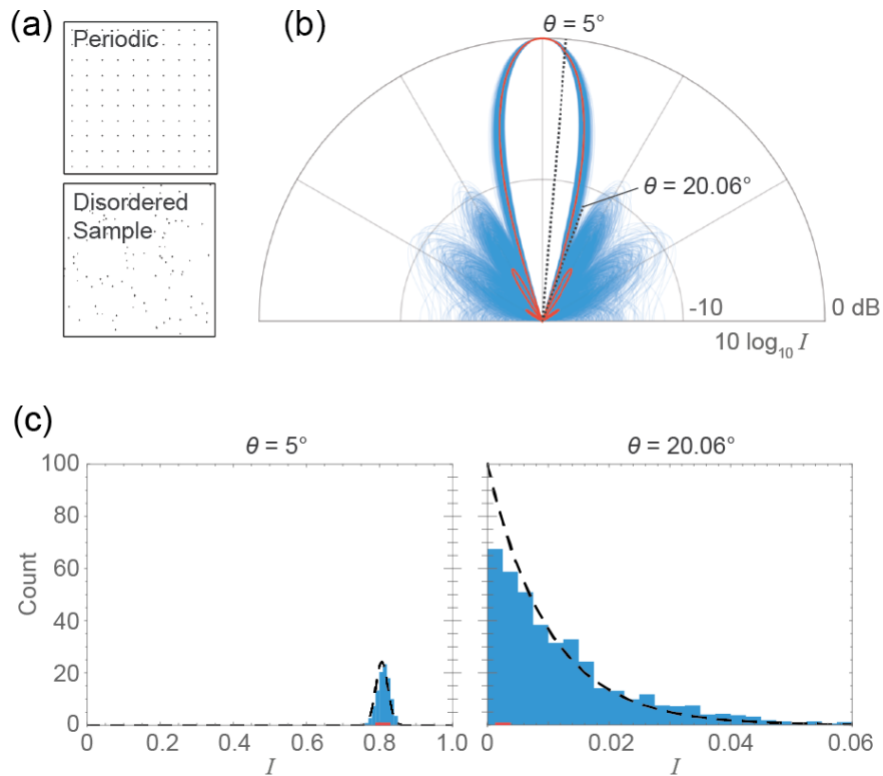 (a)
Periodic
Disordered
Sample
(b)
θ = 5°
θ = 20.06°
-10
0 dB
10 log₁₀ I
(c)
θ = 5°
θ = 20.06°
100
80
60
40
20
0
Count
0
0.2
0.4
0.6
0.8
1.0
I
0
0.02
0.04
0.06
I